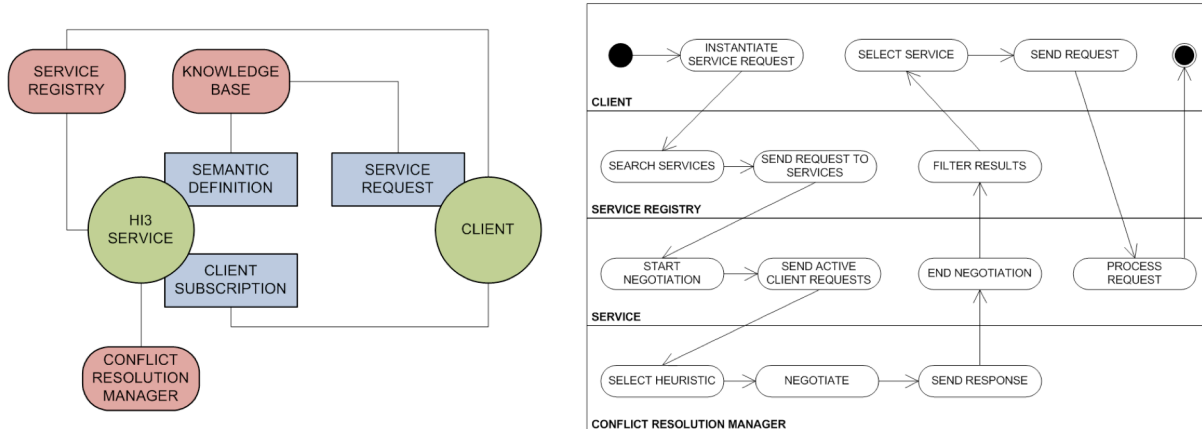 SERVICE
REGISTRY
KNOWLEDGE
BASE
SEMANTIC
DEFINITION
SERVICE
REQUEST
HI3
SERVICE
CLIENT
CLIENT
SUBSCRIPTION
CONFLICT
RESOLUTION
MANAGER
INSTANTIATE
SERVICE REQUEST
SELECT SERVICE
SEND REQUEST
CLIENT
SEARCH SERVICES
SEND REQUEST TO
SERVICES
FILTER RESULTS
SERVICE REGISTRY
START
NEGOTIATION
SEND ACTIVE
CLIENT REQUESTS
END NEGOTIATION
PROCESS
REQUEST
SERVICE
SELECT HEURISTIC
NEGOTIATE
SEND RESPONSE
CONFLICT RESOLUTION MANAGER